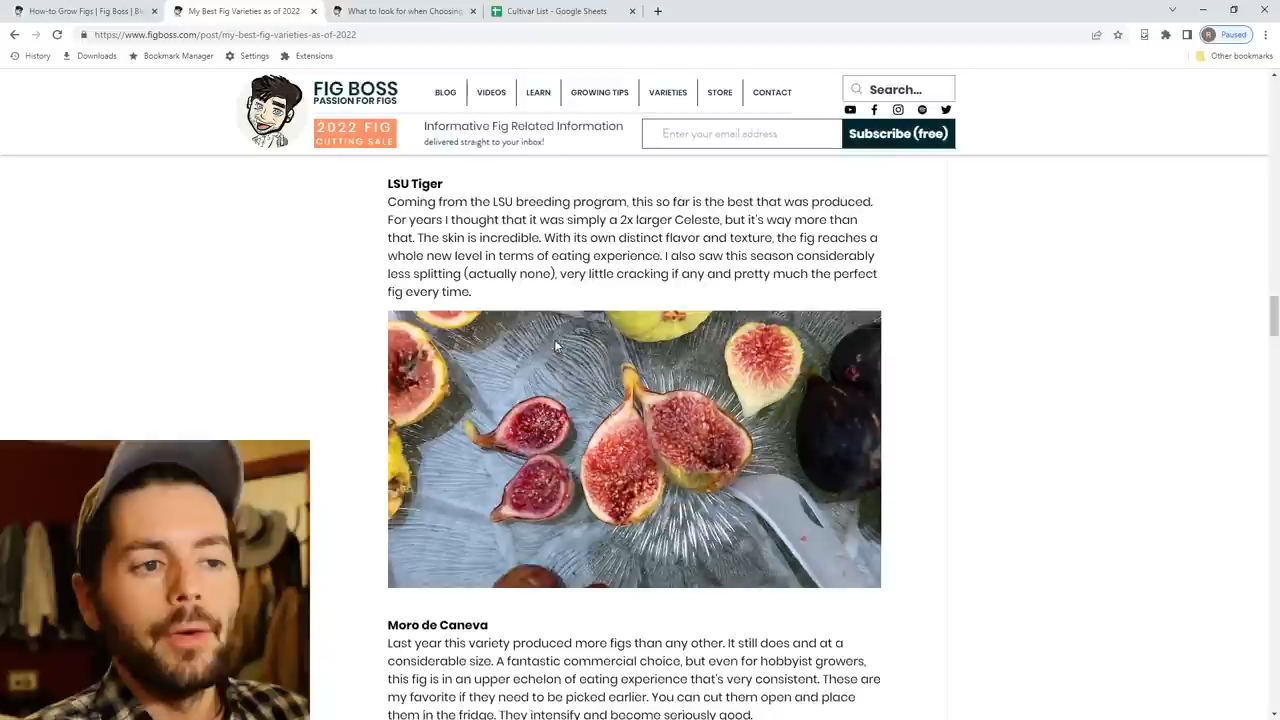 How-to Grow Figs | Fig Boss | Bl
My Best Fig Varieties as of 2022
What to look for when Choosing
Cultivar List - Google Sheets
https://www.figboss.com/post/my-best-fig-varieties-as-of-2022
R Paused
History Downloads Bookmark Manager Settings Extensions Other bookmarks
FIG BOSS
PASSION FOR FIGS
2022 FIG
CUTTING SALE
BLOG VIDEOS LEARN GROWING TIPS VARIETIES STORE CONTACT
Search...
Informative Fig Related Information
delivered straight to your inbox!
Enter your email address
Subscribe (free)
LSU Tiger
Coming from the LSU breeding program, this so far is the best that was produced.
For years I thought that it was simply a 2x larger Celeste, but it's way more than
that. The skin is incredible. With its own distinct flavor and texture, the fig reaches a
whole new level in terms of eating experience. I also saw this season considerably
less splitting (actually none), very little cracking if any and pretty much the perfect
fig every time.
Moro de Caneva
Last year this variety produced more figs than any other. It still does and at a
considerable size. A fantastic commercial choice, but even for hobbyist growers,
this fig is in an upper echelon of eating experience that's very consistent. These are
my favorite if they need to be picked earlier. You can cut them open and place
them in the fridge. They intensify and become seriously good.